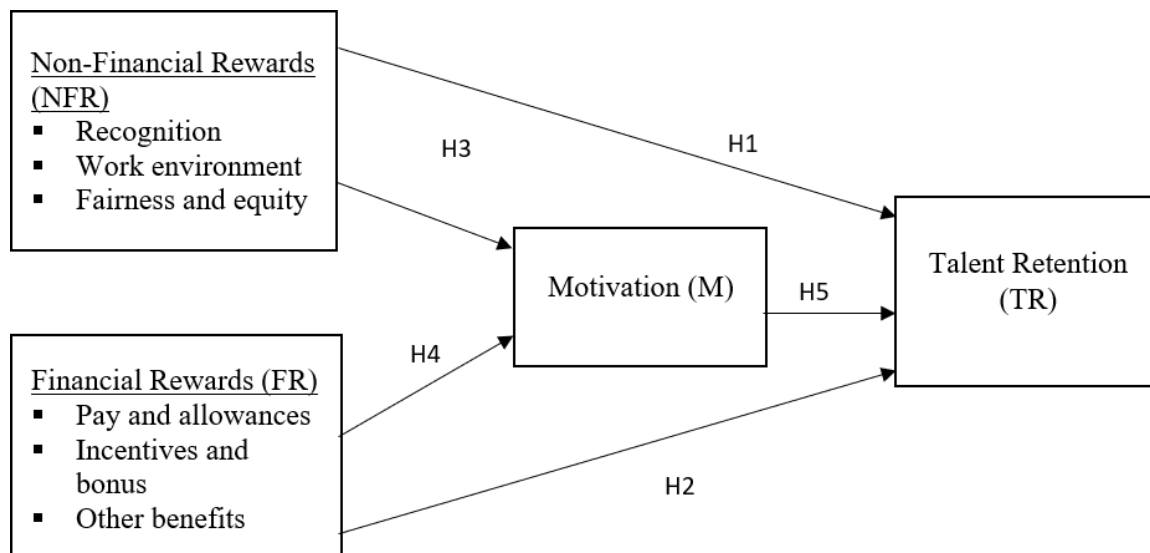 Non-Financial Rewards
(NFR)
▪ Recognition
▪ Work environment
▪ Fairness and equity
H3
H1
Motivation (M)
H5
Talent Retention
(TR)
H4
Financial Rewards (FR)
▪ Pay and allowances
▪ Incentives and
bonus
▪ Other benefits
H2